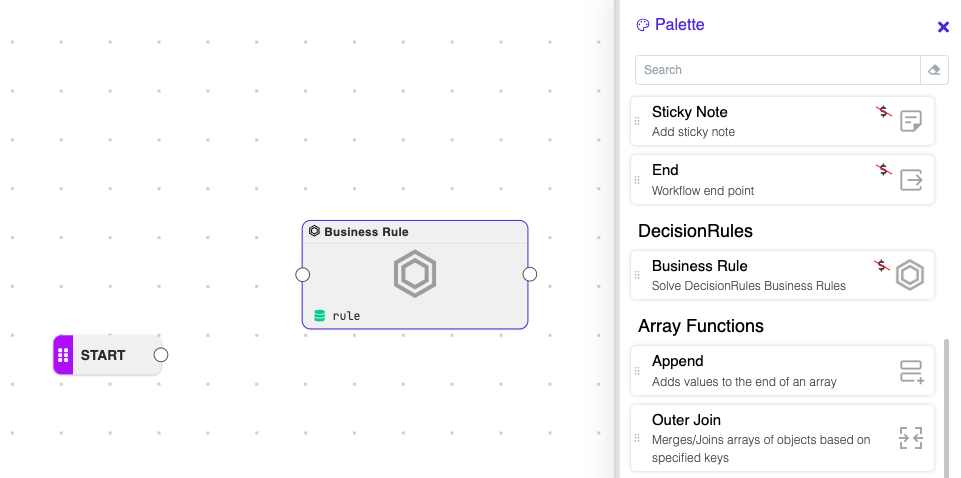 Business Rule
rule
START
Palette
Search
Sticky Note
Add sticky note
End
Workflow end point
DecisionRules
Business Rule
Solve DecisionRules Business Rules
Array Functions
Append
Adds values to the end of an array
Outer Join
Merges/Joins arrays of objects based on
specified keys